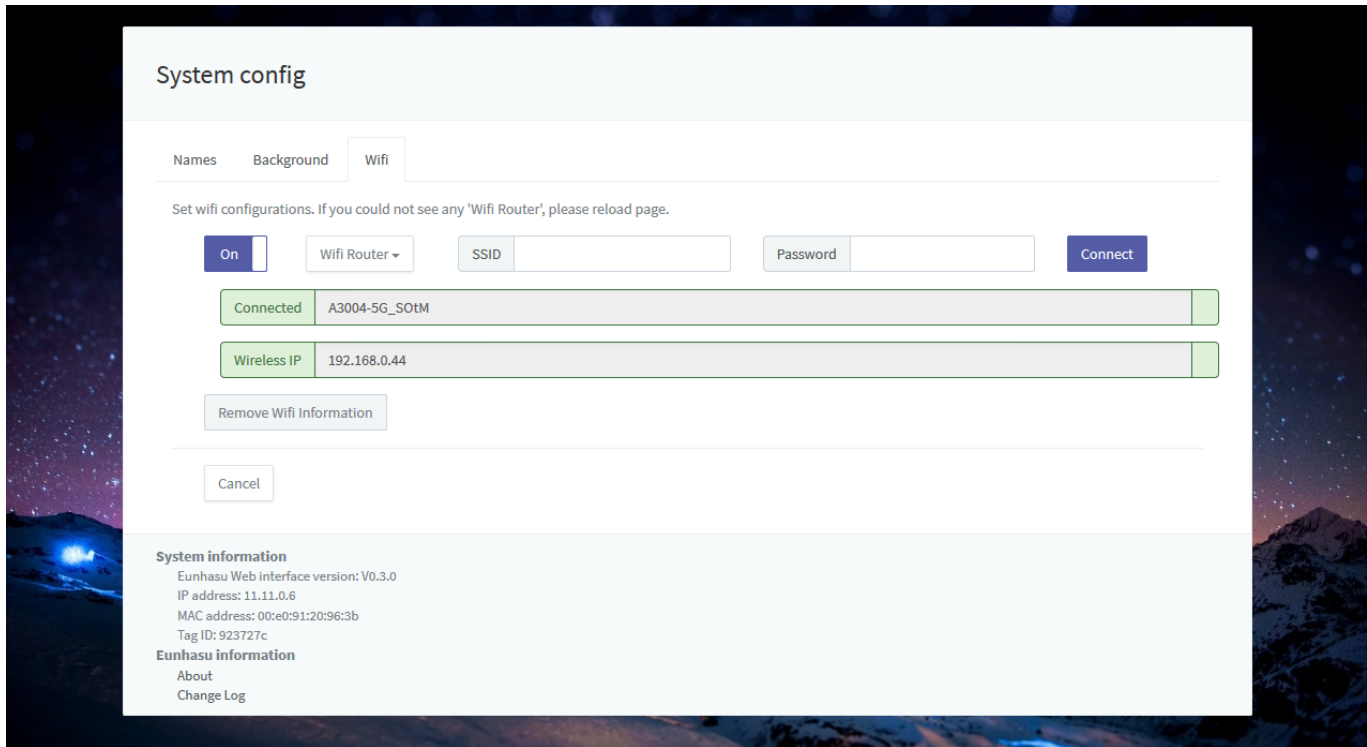 System config
Names Background Wifi
Set wifi configurations. If you could not see any 'Wifi Router', please reload page.
On Wifi Router SSID Password Connect
Connected A3004-5G_SOtM
Wireless IP 192.168.0.44
Remove Wifi Information
Cancel
System information
Eunhasu Web interface version: V0.3.0
IP address: 11.11.0.6
MAC address: 00:e0:91:20:96:3b
Tag ID: 923727c
Eunhasu information
About
Change Log